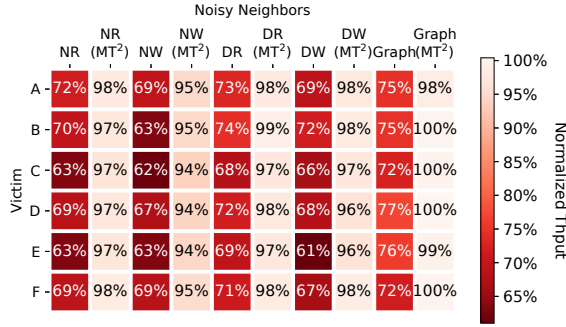 Noisy Neighbors
NR NR (MT²) NW NW (MT²) DR DR (MT²) DW DW (MT²) Graph Graph (MT²)
A 72% 98% 69% 95% 73% 98% 69% 98% 75% 98%
B 70% 97% 63% 95% 74% 99% 72% 98% 75% 100%
C 63% 97% 62% 94% 68% 97% 66% 97% 72% 100%
D 69% 97% 67% 94% 72% 98% 68% 96% 77% 100%
E 63% 97% 63% 94% 69% 97% 61% 96% 76% 99%
F 69% 98% 69% 95% 71% 98% 67% 98% 72% 100%
Victim
100%
95%
90%
85%
80%
75%
70%
65%
Normalized Thput